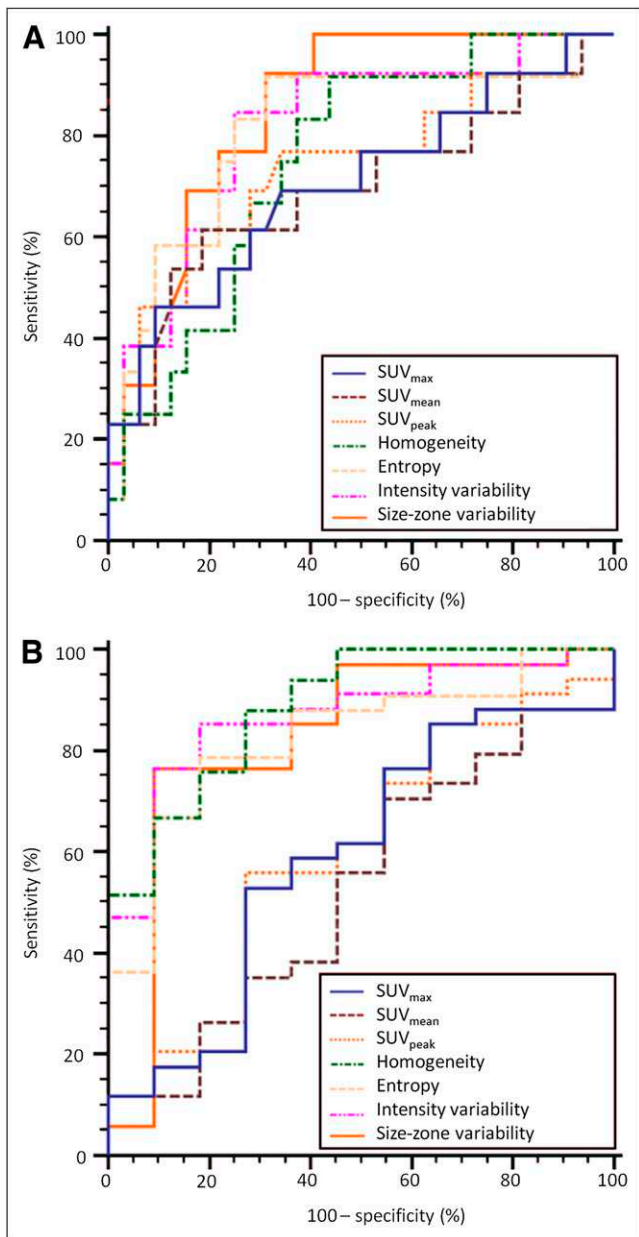 A
100
80
60
40
20
0
Sensitivity (%)
SUVmax
SUVmean
SUVpeak
Homogeneity
Entropy
Intensity variability
Size-zone variability
0 20 40 60 80 100
100 – specificity (%)
B
100
80
60
40
20
0
Sensitivity (%)
SUVmax
SUVmean
SUVpeak
Homogeneity
Entropy
Intensity variability
Size-zone variability
0 20 40 60 80 100
100 – specificity (%)